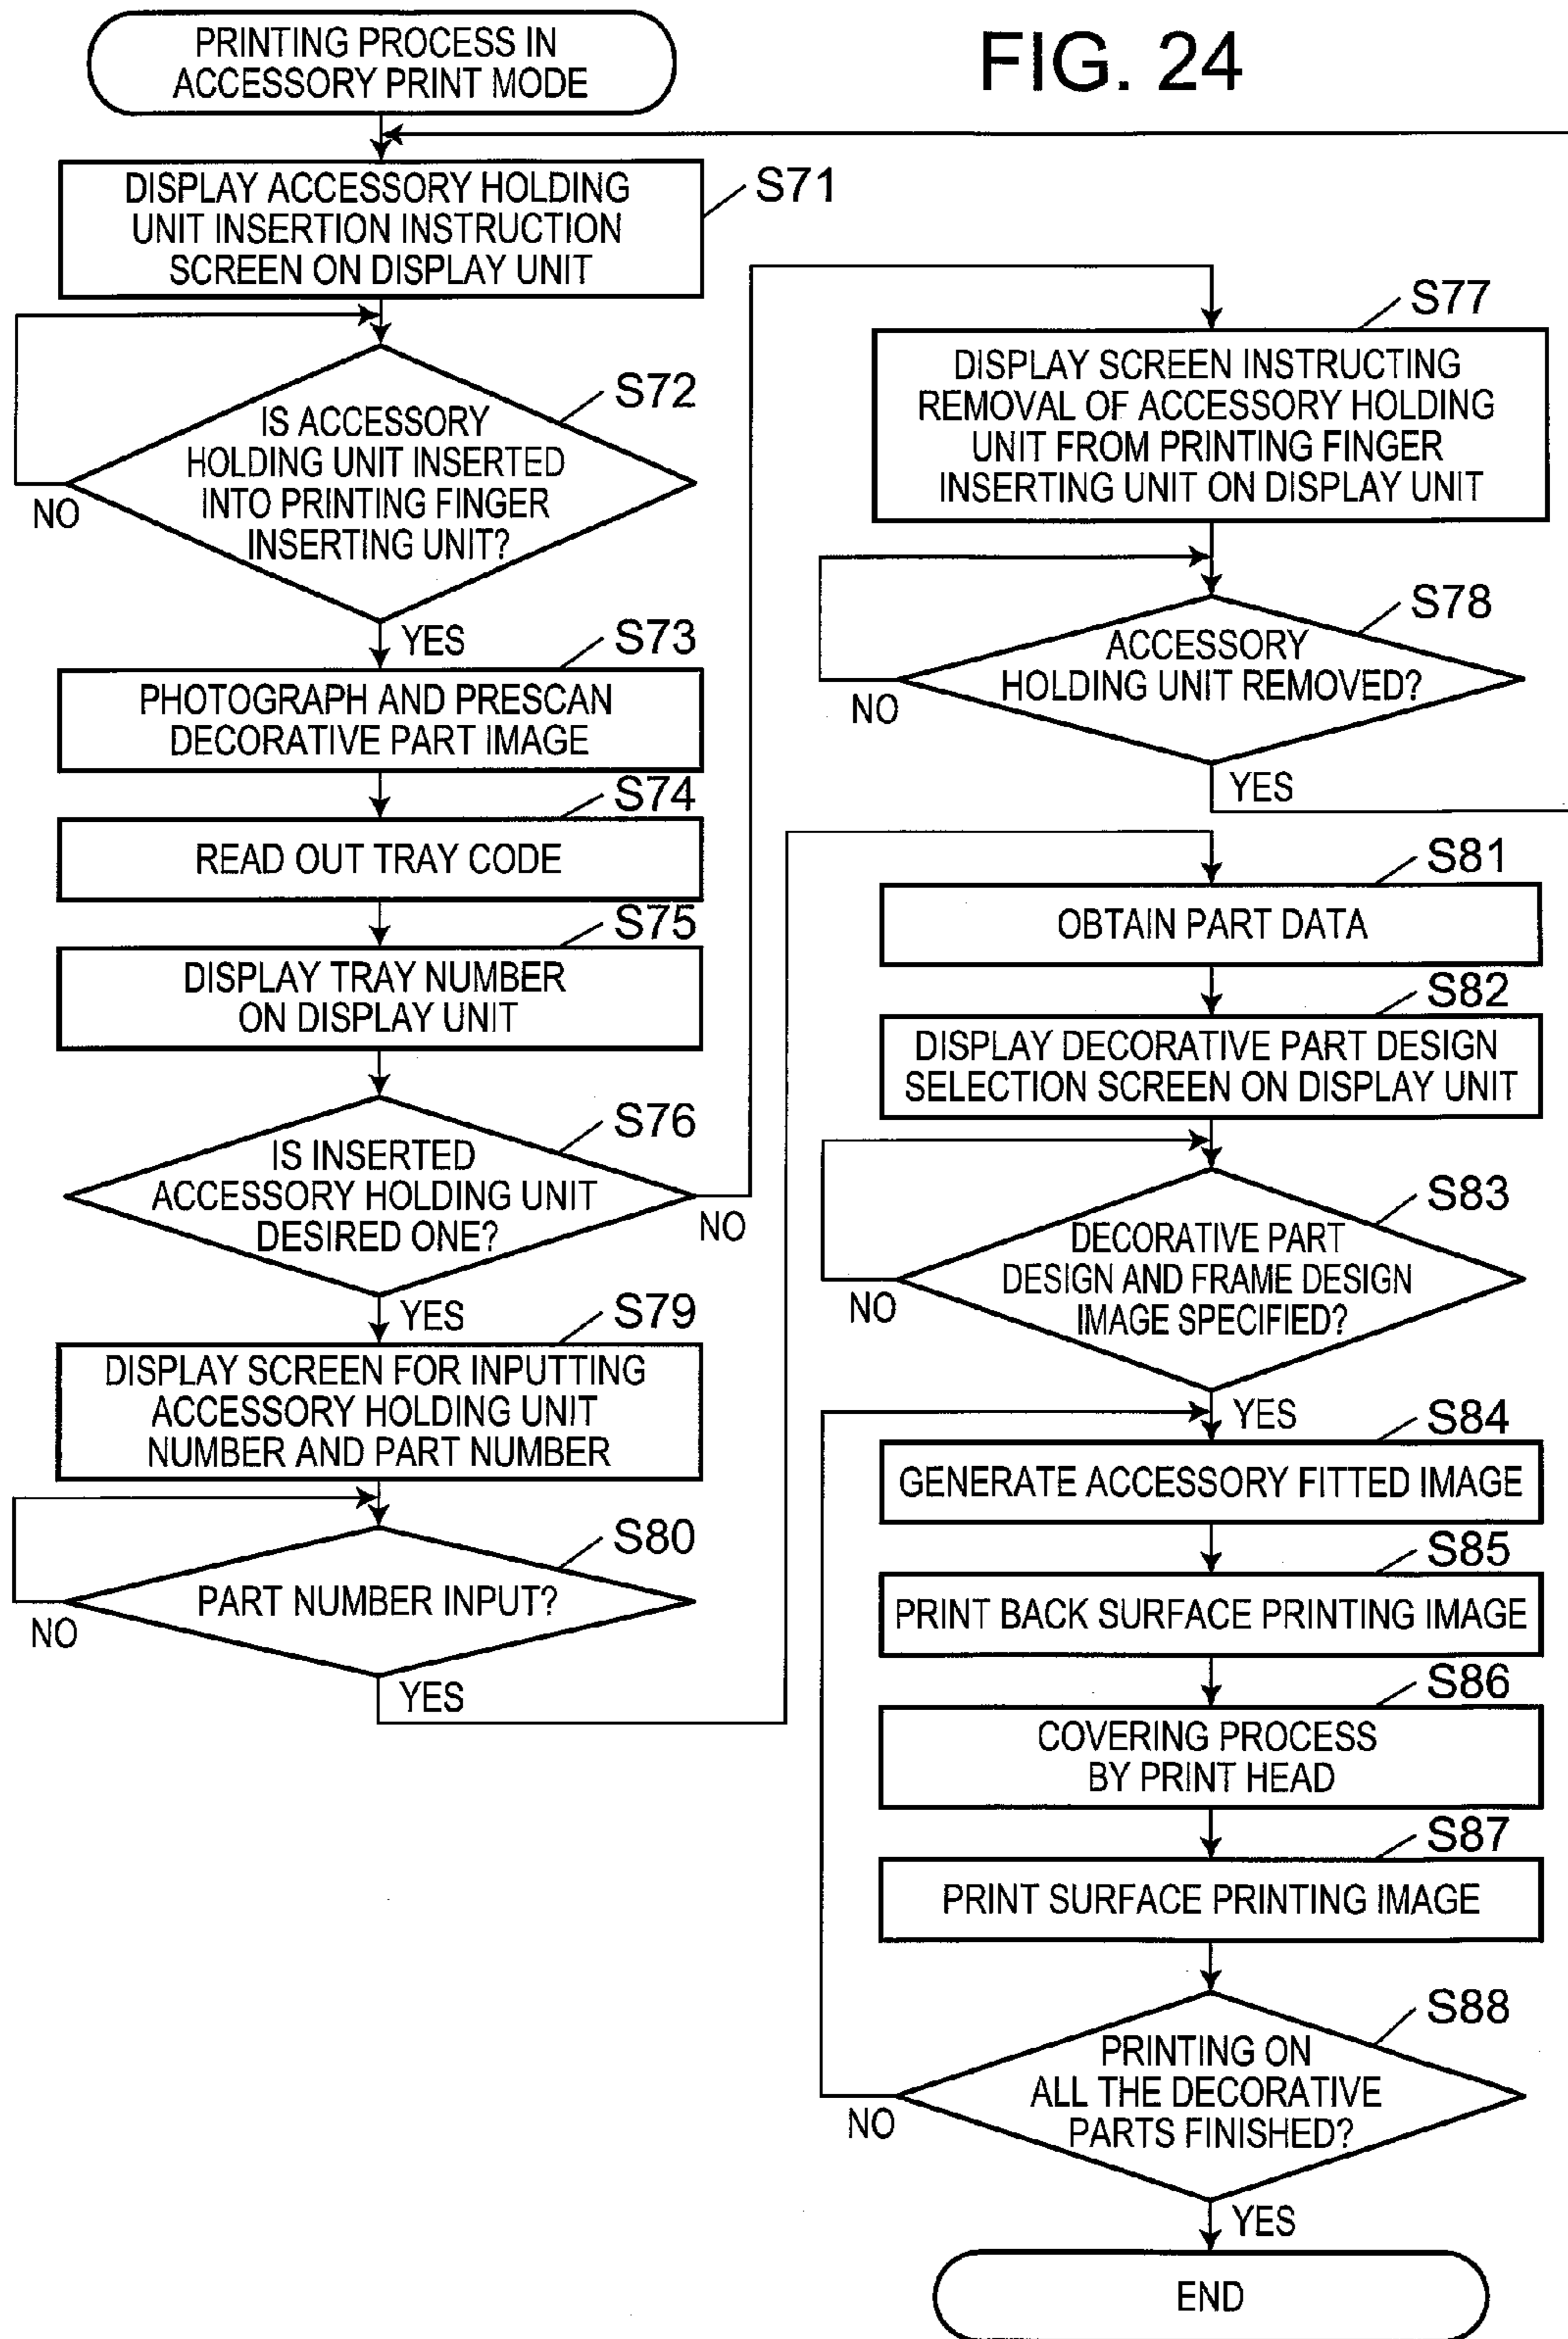 FIG. 24
PRINTING PROCESS IN
ACCESSORY PRINT MODE
S71
DISPLAY ACCESSORY HOLDING
UNIT INSERTION INSTRUCTION
SCREEN ON DISPLAY UNIT
S72
IS ACCESSORY
HOLDING UNIT INSERTED
INTO PRINTING FINGER
INSERTING UNIT?
NO
YES
S73
PHOTOGRAPH AND PRESCAN
DECORATIVE PART IMAGE
S74
READ OUT TRAY CODE
S75
DISPLAY TRAY NUMBER
ON DISPLAY UNIT
S76
IS INSERTED
ACCESSORY HOLDING UNIT
DESIRED ONE?
NO
YES
S79
DISPLAY SCREEN FOR INPUTTING
ACCESSORY HOLDING UNIT
NUMBER AND PART NUMBER
S80
PART NUMBER INPUT?
NO
YES
S77
DISPLAY SCREEN INSTRUCTING
REMOVAL OF ACCESSORY HOLDING
UNIT FROM PRINTING FINGER
INSERTING UNIT ON DISPLAY UNIT
S78
ACCESSORY
HOLDING UNIT REMOVED?
NO
YES
S81
OBTAIN PART DATA
S82
DISPLAY DECORATIVE PART DESIGN
SELECTION SCREEN ON DISPLAY UNIT
S83
DECORATIVE PART
DESIGN AND FRAME DESIGN
IMAGE SPECIFIED?
NO
YES
S84
GENERATE ACCESSORY FITTED IMAGE
S85
PRINT BACK SURFACE PRINTING IMAGE
S86
COVERING PROCESS
BY PRINT HEAD
S87
PRINT SURFACE PRINTING IMAGE
S88
PRINTING ON
ALL THE DECORATIVE
PARTS FINISHED?
NO
YES
END